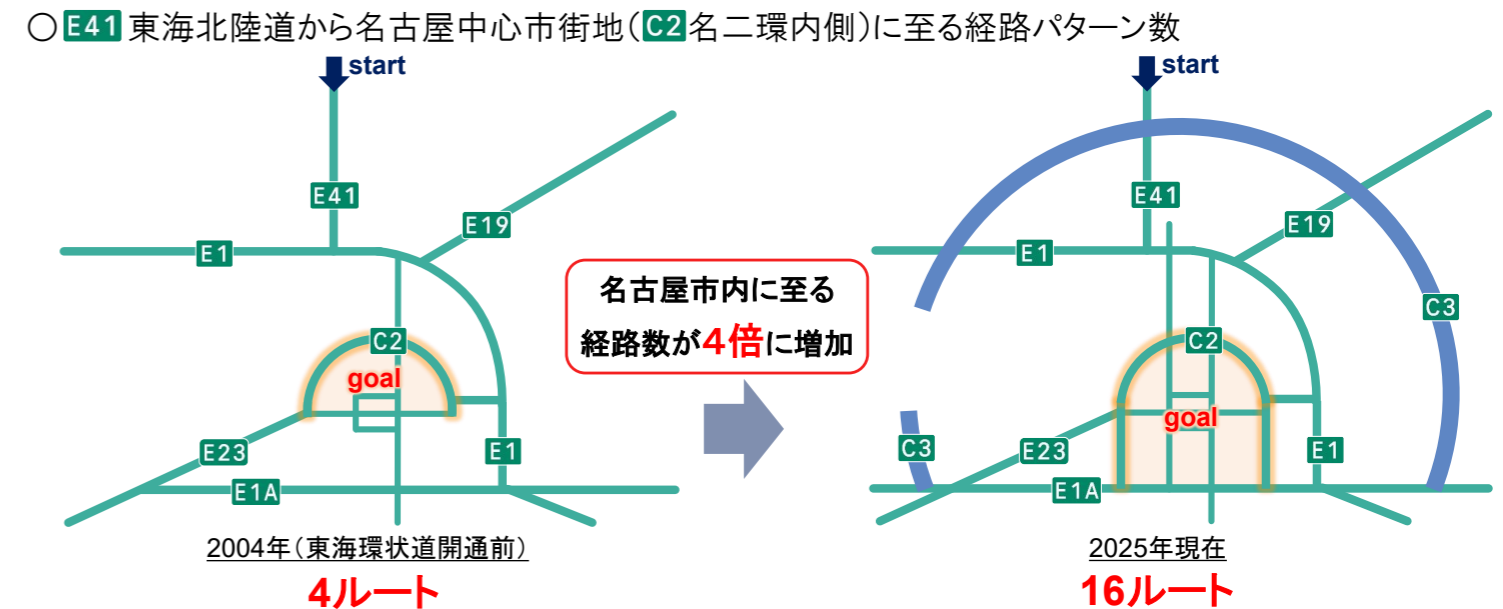 〇E41東海北陸道から名古屋中心市街地（C2名二環内側）に至る経路パターン数
start
E41
E19
E1
C2
goal
E23
E1
E1A
2004年（東海環状道開通前）
4ルート
名古屋市内に至る
経路数が4倍に増加
start
E41
E19
E1
C3
C2
goal
C3
E23
E1
E1A
2025年現在
16ルート